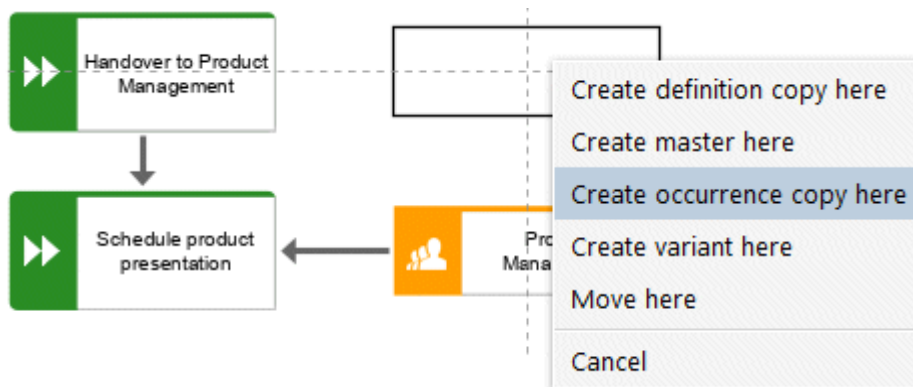 Handover to Product
Management
Schedule product
presentation
Create definition copy here
Create master here
Create occurrence copy here
Create variant here
Move here
Cancel